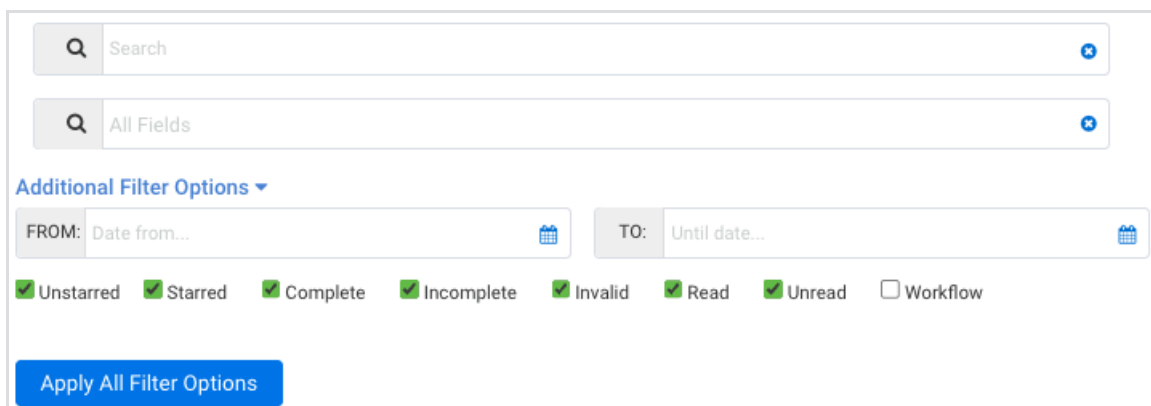 Search
All Fields
Additional Filter Options
FROM: Date from... TO: Until date...
Unstarred Starred Complete Incomplete Invalid Read Unread Workflow
Apply All Filter Options